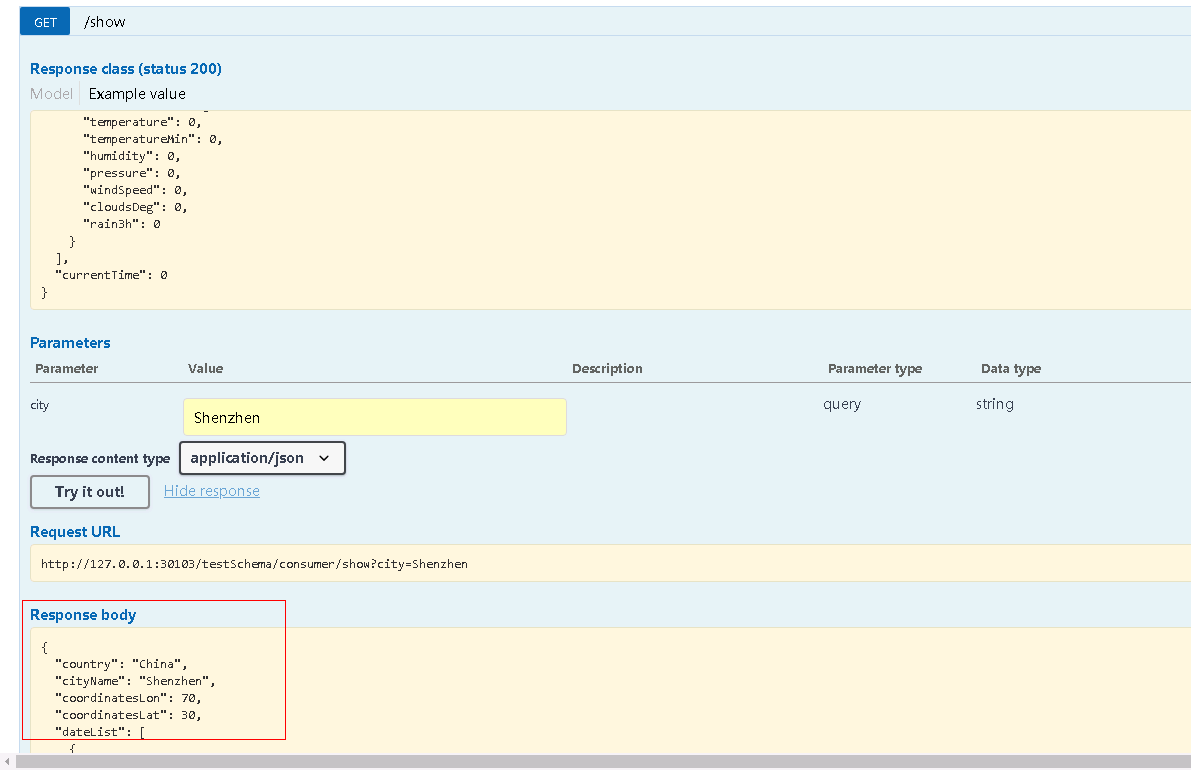 GET /show
Response class (status 200)
Model Example value
"temperature": 0,
"temperatureMin": 0,
"humidity": 0,
"pressure": 0,
"windSpeed": 0,
"cloudsDeg": 0,
"rain3h": 0
}
],
"currentTime": 0
}
Parameters
Parameter Value Description Parameter type Data type
city Shenzhen query string
Response content type application/json
Try it out! Hide response
Request URL
http://127.0.0.1:30103/testSchema/consumer/show?city=Shenzhen
Response body
{
"country": "China",
"cityName": "Shenzhen",
"coordinatesLon": 70,
"coordinatesLat": 30,
"dateList": [
{